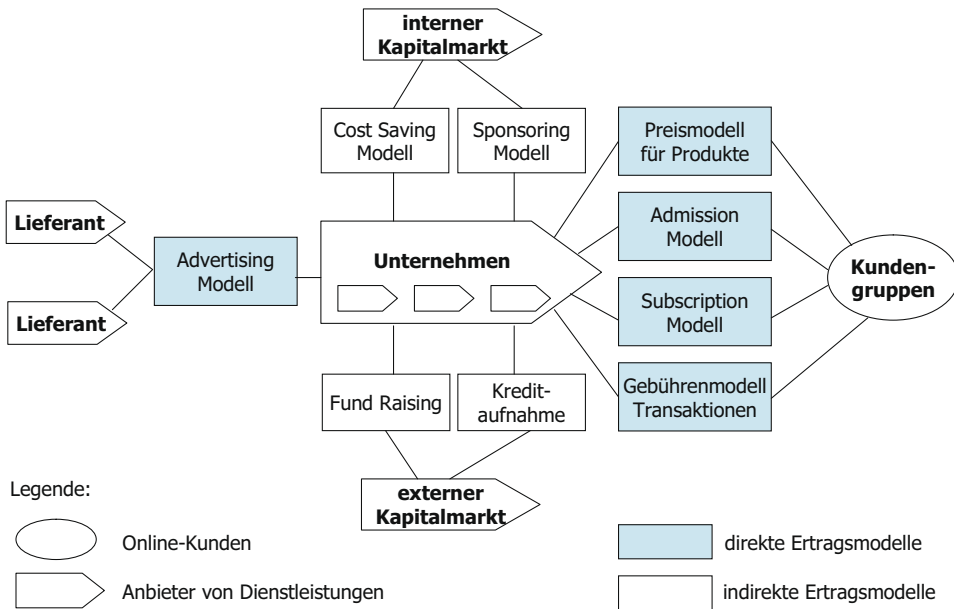 interner
Kapitalmarkt
Cost Saving
Modell
Sponsoring
Modell
Preismodell
für Produkte
Lieferant
Lieferant
Advertising
Modell
Unternehmen
Admission
Modell
Subscription
Modell
Kunden-
gruppen
Fund Raising
Kredit-
aufnahme
Gebührenmodell
Transaktionen
externer
Kapitalmarkt
Legende:
Online-Kunden
Anbieter von Dienstleistungen
direkte Ertragsmodelle
indirekte Ertragsmodelle